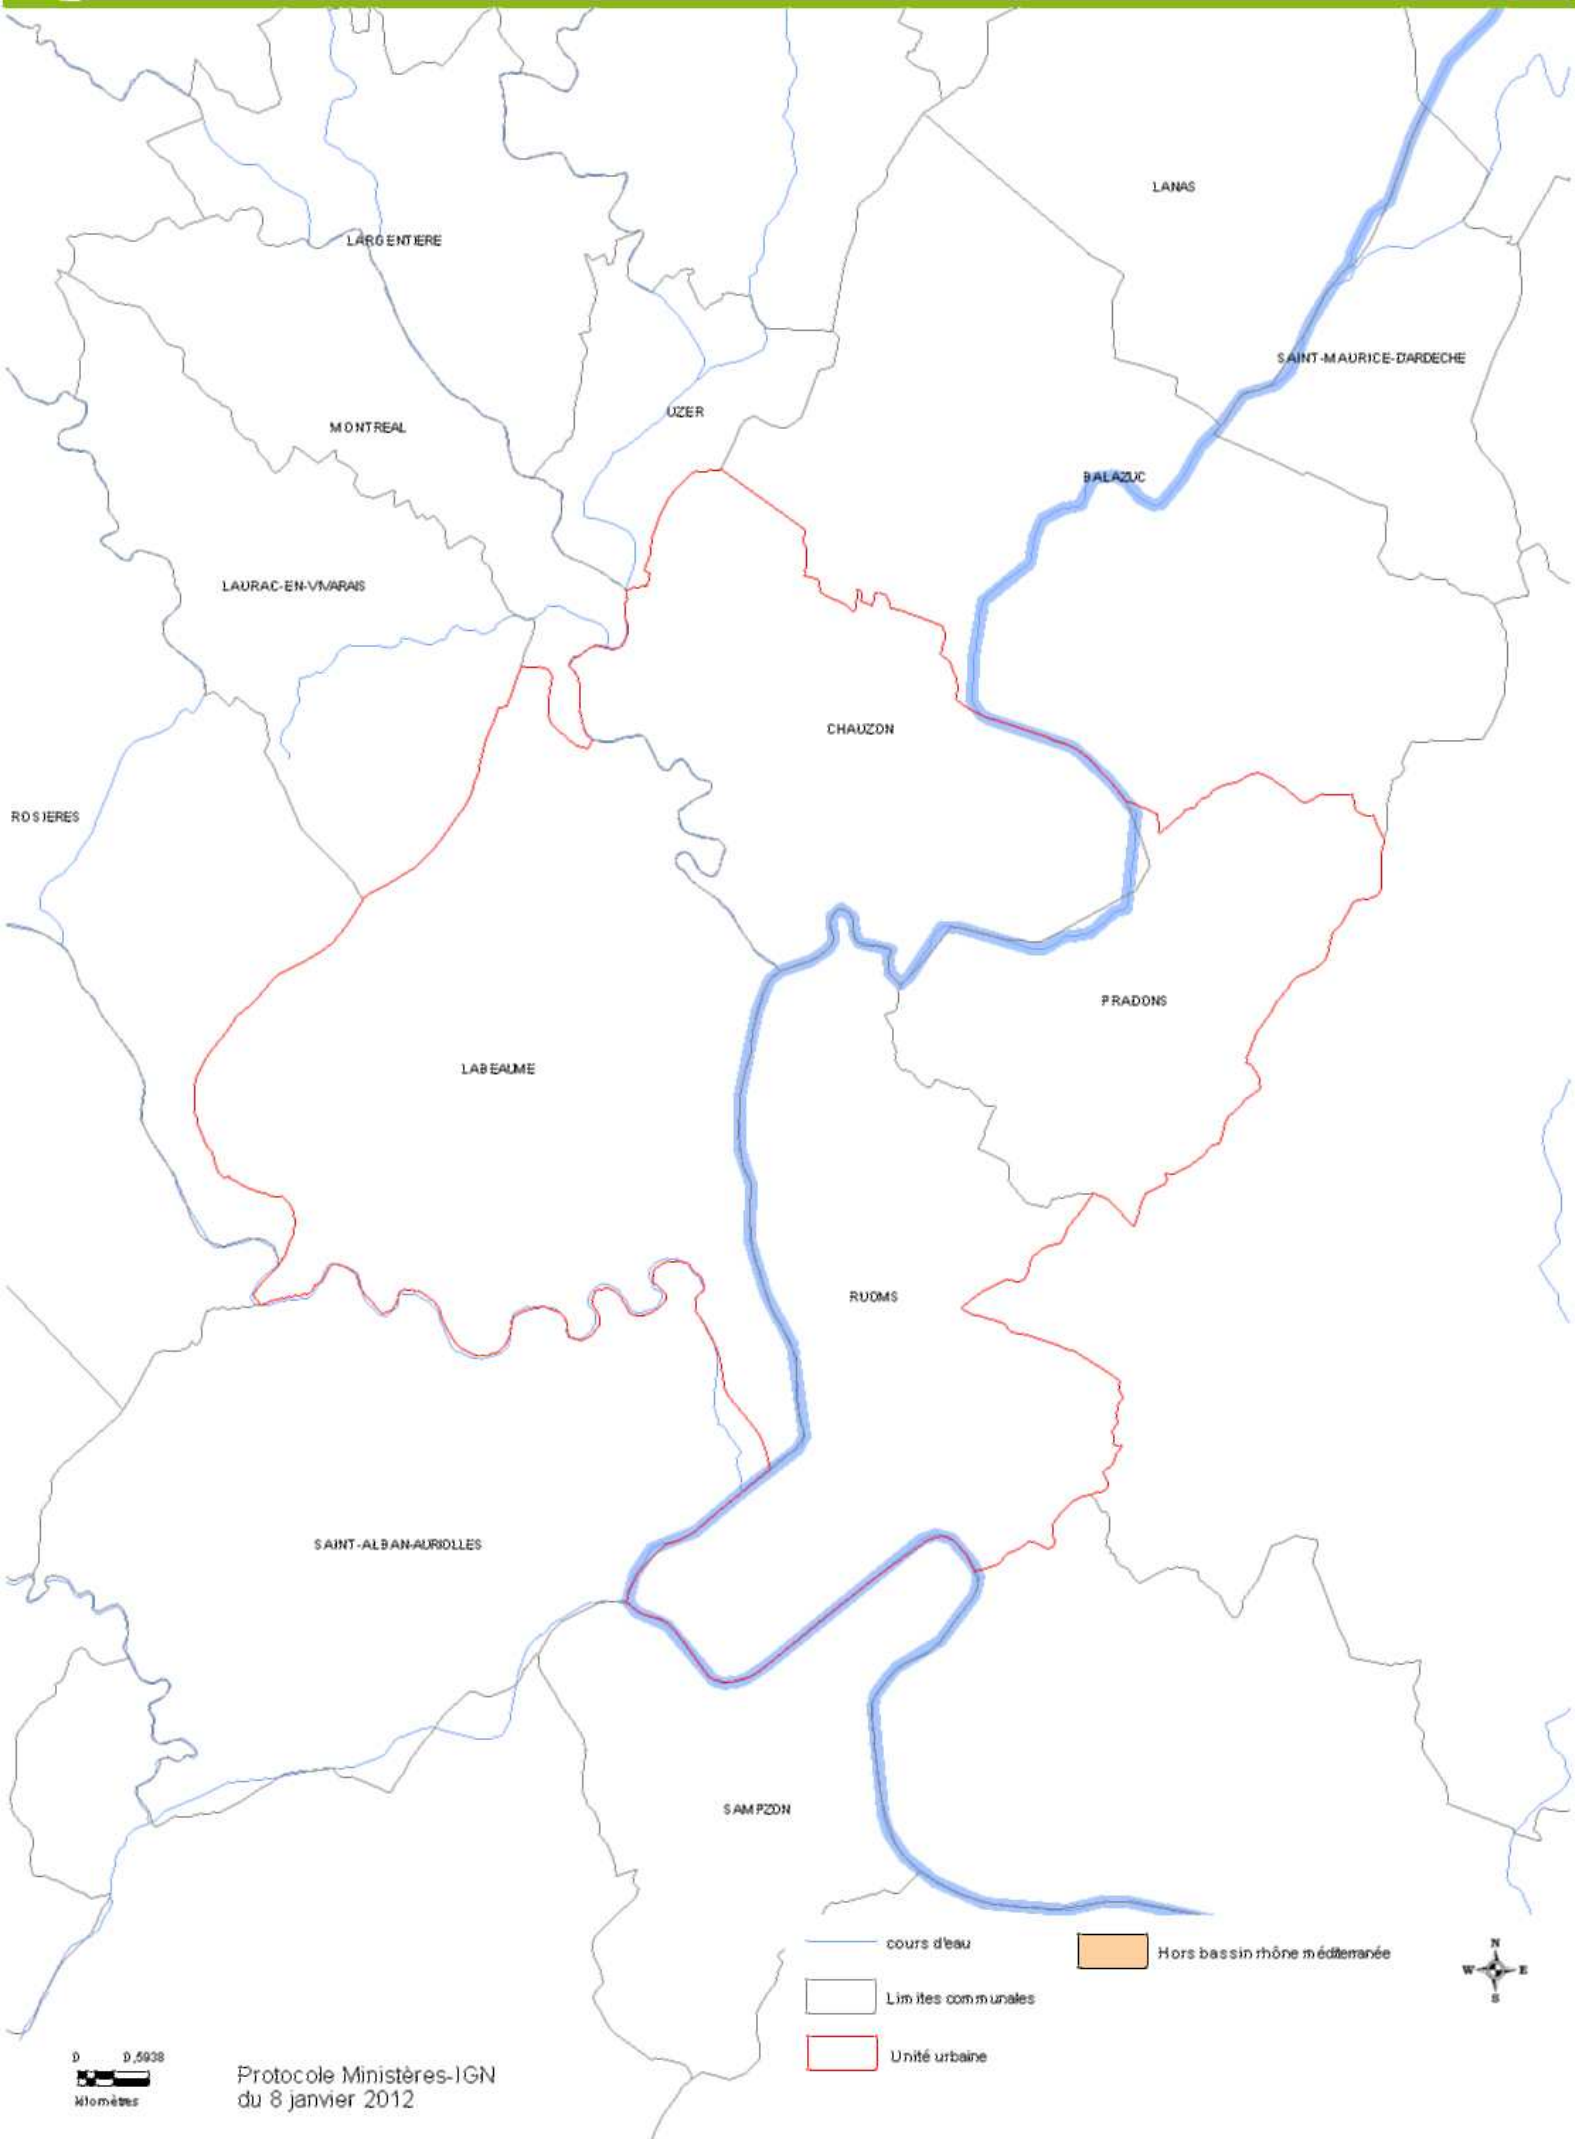 LANAS
LARGENTIERE
SAINT-MAURICE-D'ARDECHE
UZER
MONTREAL
BALAZUC
LAURAC-EN-VIVARAIS
CHAUZON
ROSIERES
PRADONS
LABEAUME
RUOMS
SAINT-ALBAN-AURIOLLES
SAMPZON
cours d'eau
Hors bassin rhône méditerranée
N
W E
S
Limites communales
Unité urbaine
0 0,5938
kilomètres
Protocole Ministères-IGN
du 8 janvier 2012